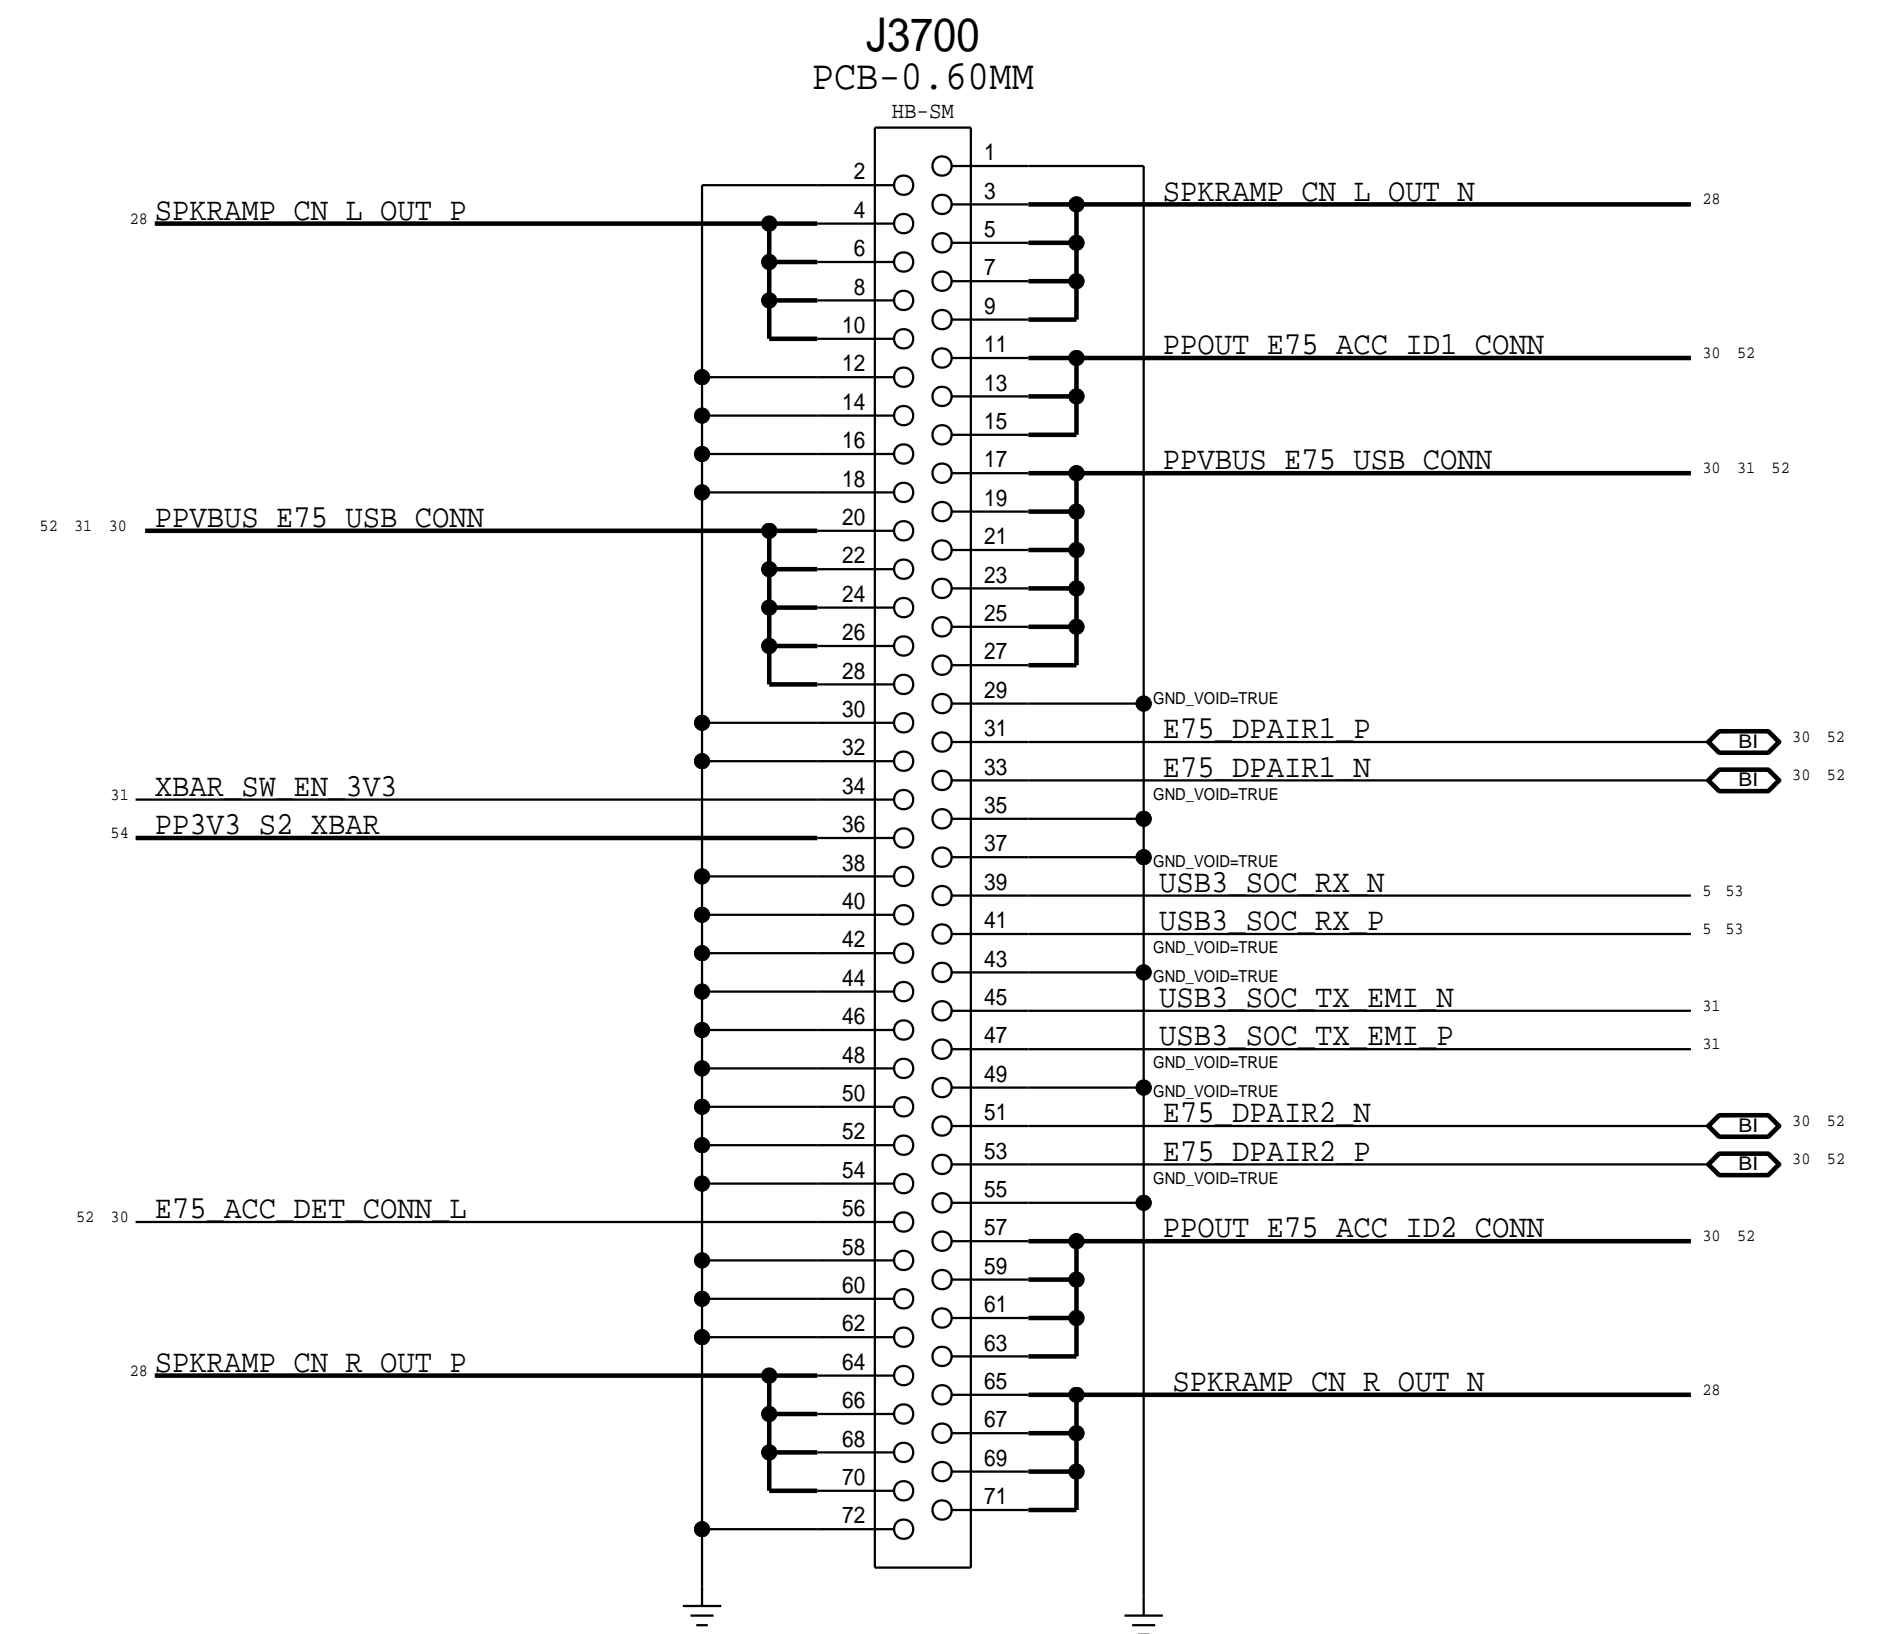 J3700
PCB-0.60MM
HB-SM
1
2
3 SPKRAMP_CN_L_OUT_N 28
28 SPKRAMP_CN_L_OUT_P 4
5
6
7
8
9
10
11 PPOUT_E75_ACC_ID1_CONN 30 52
12
13
14
15
16
17 PPVBUS_E75_USB_CONN 30 31 52
18
19
52 31 30 PPVBUS_E75_USB_CONN 20
21
22
23
24
25
26
27
28
29 GND_VOID=TRUE
30
31 E75_DPAIR1_P BI 30 52
32
33 E75_DPAIR1_N BI 30 52
GND_VOID=TRUE
31 XBAR_SW_EN_3V3 34
35
54 PP3V3_S2_XBAR 36
37 GND_VOID=TRUE
38
39 USB3_SOC_RX_N 5 53
40
41 USB3_SOC_RX_P 5 53
GND_VOID=TRUE
42
43 GND_VOID=TRUE
44
45 USB3_SOC_TX_EMI_N 31
46
47 USB3_SOC_TX_EMI_P 31
GND_VOID=TRUE
48
49 GND_VOID=TRUE
50
51 E75_DPAIR2_N BI 30 52
52
53 E75_DPAIR2_P BI 30 52
GND_VOID=TRUE
54
55
52 30 E75_ACC_DET_CONN_L 56
57 PPOUT_E75_ACC_ID2_CONN 30 52
58
59
60
61
62
63
28 SPKRAMP_CN_R_OUT_P 64
65 SPKRAMP_CN_R_OUT_N 28
66
67
68
69
70
71
72